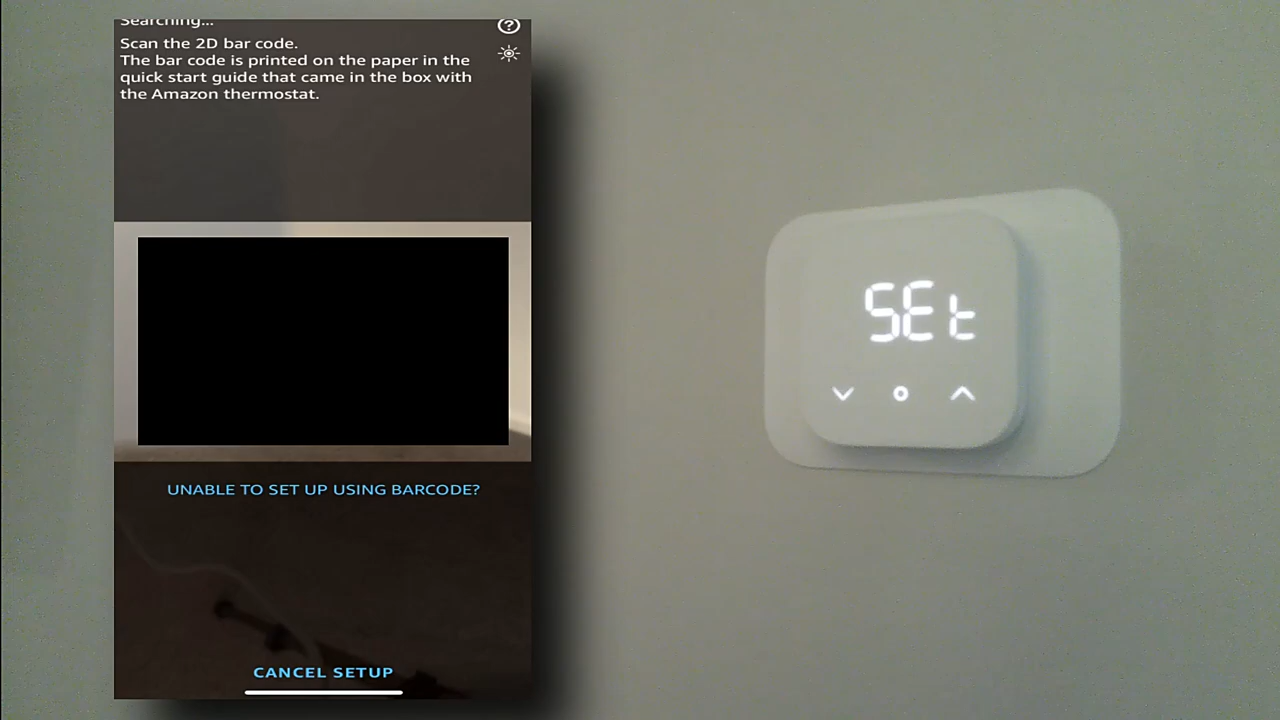 Searching...
Scan the 2D bar code.
The bar code is printed on the paper in the
quick start guide that came in the box with
the Amazon thermostat.
UNABLE TO SET UP USING BARCODE?
CANCEL SETUP
SEt